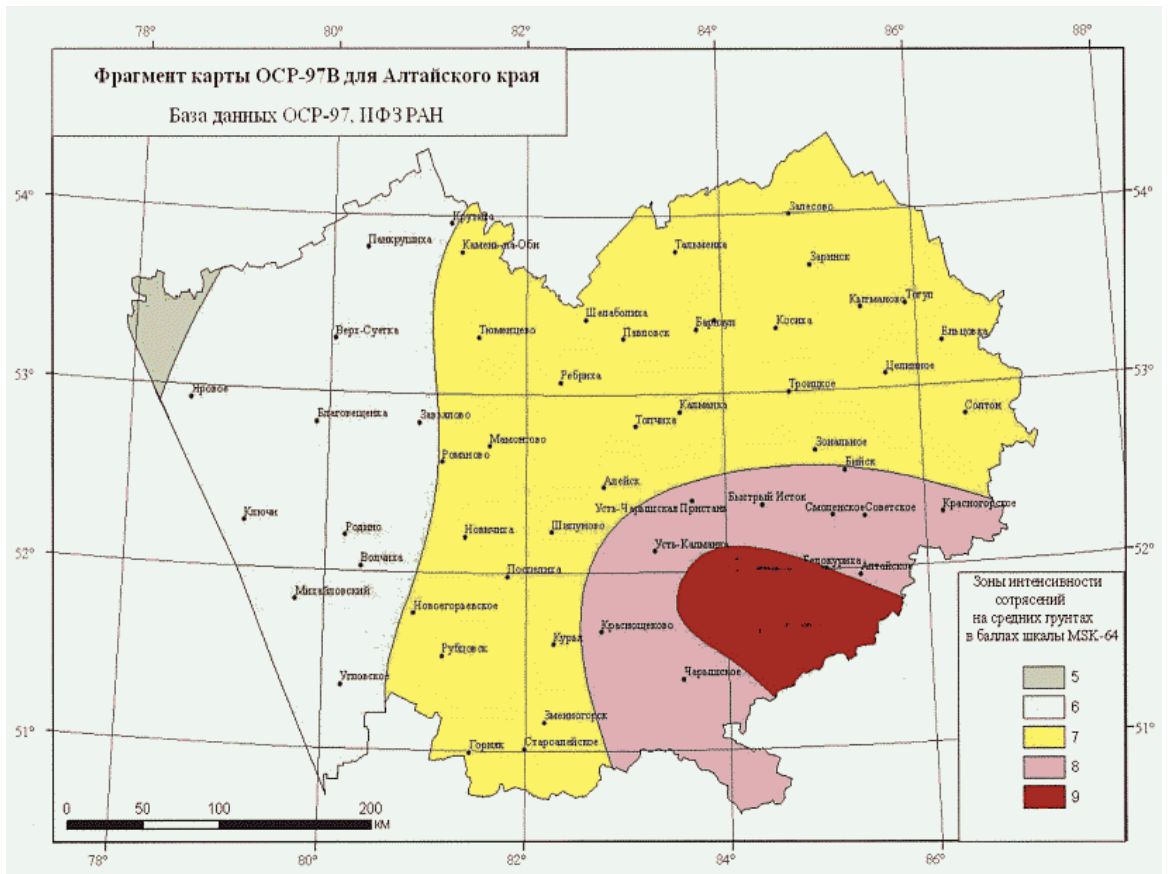 78°
80°
82°
84°
86°
88°
Фрагмент карты ОСР-97В для Алтайского края
База данных ОСР-97, ИФЗ РАН
54°
54°
Залесово
Крутиха
Панкрушиха
Камень-на-Оби
Тальменка
Заринск
Кытманово
Тогул
Шелаболиха
Верх-Суетка
Тюменцево
Павловск
Барнаул
Косиха
Ельцовка
53°
53°
Целинное
Ребриха
Троицкое
Яровое
Благовещенка
Завьялово
Калманка
Топчиха
Солтон
Мамонтово
Зональное
Романово
Бийск
Алейск
Быстрый Исток
Усть-Чарышская Пристань
Смоленское
Советское
Красногорское
Ключи
Родино
Новичиха
Шипуново
52°
52°
Усть-Калманка
Волчиха
Белокуриха
Алтайское
Поспелиха
Михайловский
Новоегорьевское
Краснощеково
Курья
Рубцовск
Угловское
Чарышское
Змеиногорск
51°
51°
Горняк
Староалейское
Зоны интенсивности
сотрясений
на средних грунтах
в баллах шкалы MSK-64
5
6
7
8
9
0
50
100
200
км
78°
80°
82°
84°
86°